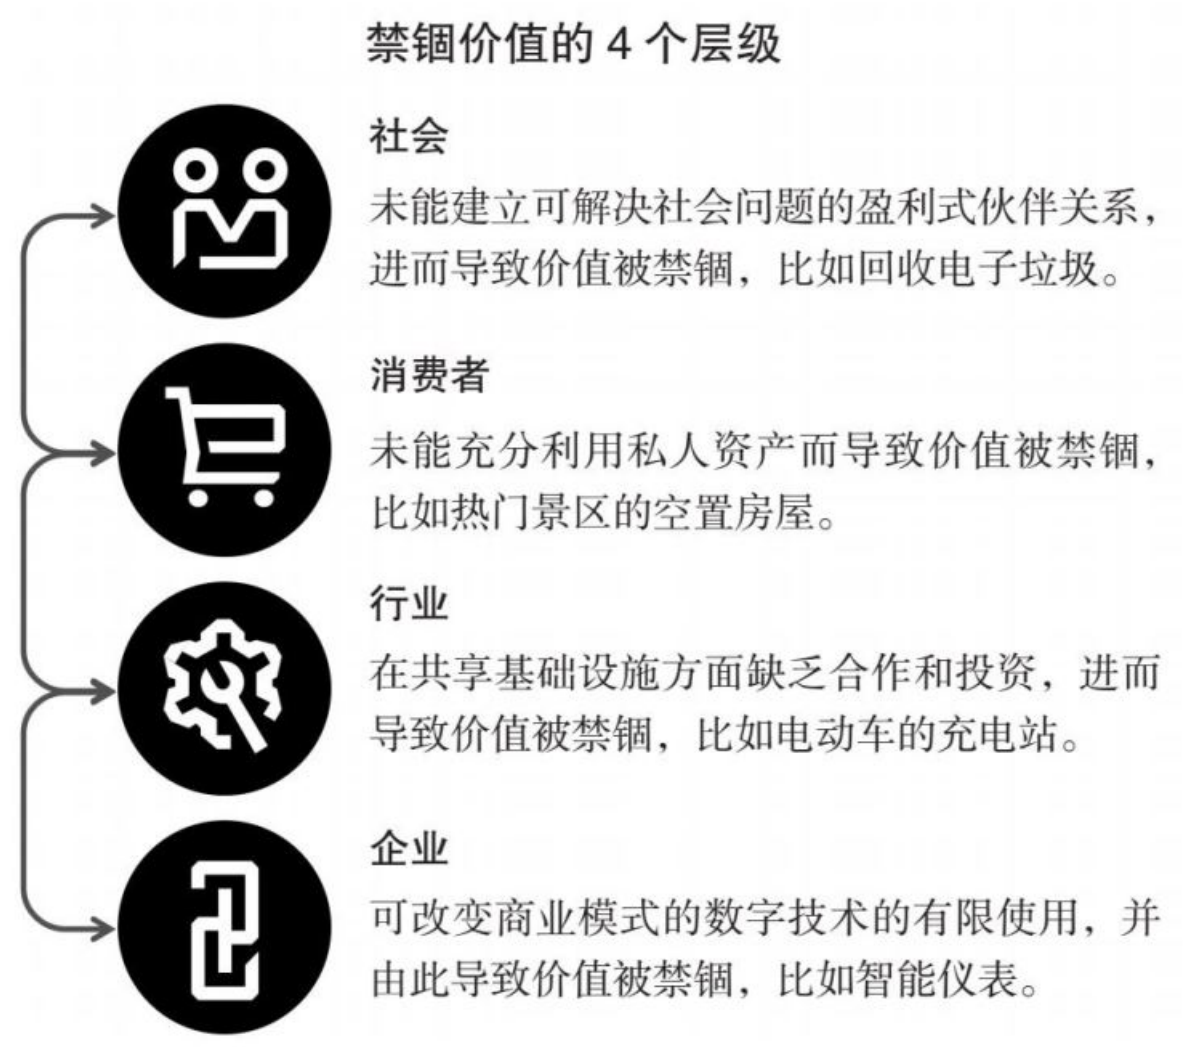 禁锢价值的 4 个层级
社会
未能建立可解决社会问题的盈利式伙伴关系，
进而导致价值被禁锢，比如回收电子垃圾。
消费者
未能充分利用私人资产而导致价值被禁锢，
比如热门景区的空置房屋。
行业
在共享基础设施方面缺乏合作和投资，进而
导致价值被禁锢，比如电动车的充电站。
企业
可改变商业模式的数字技术的有限使用，并
由此导致价值被禁锢，比如智能仪表。